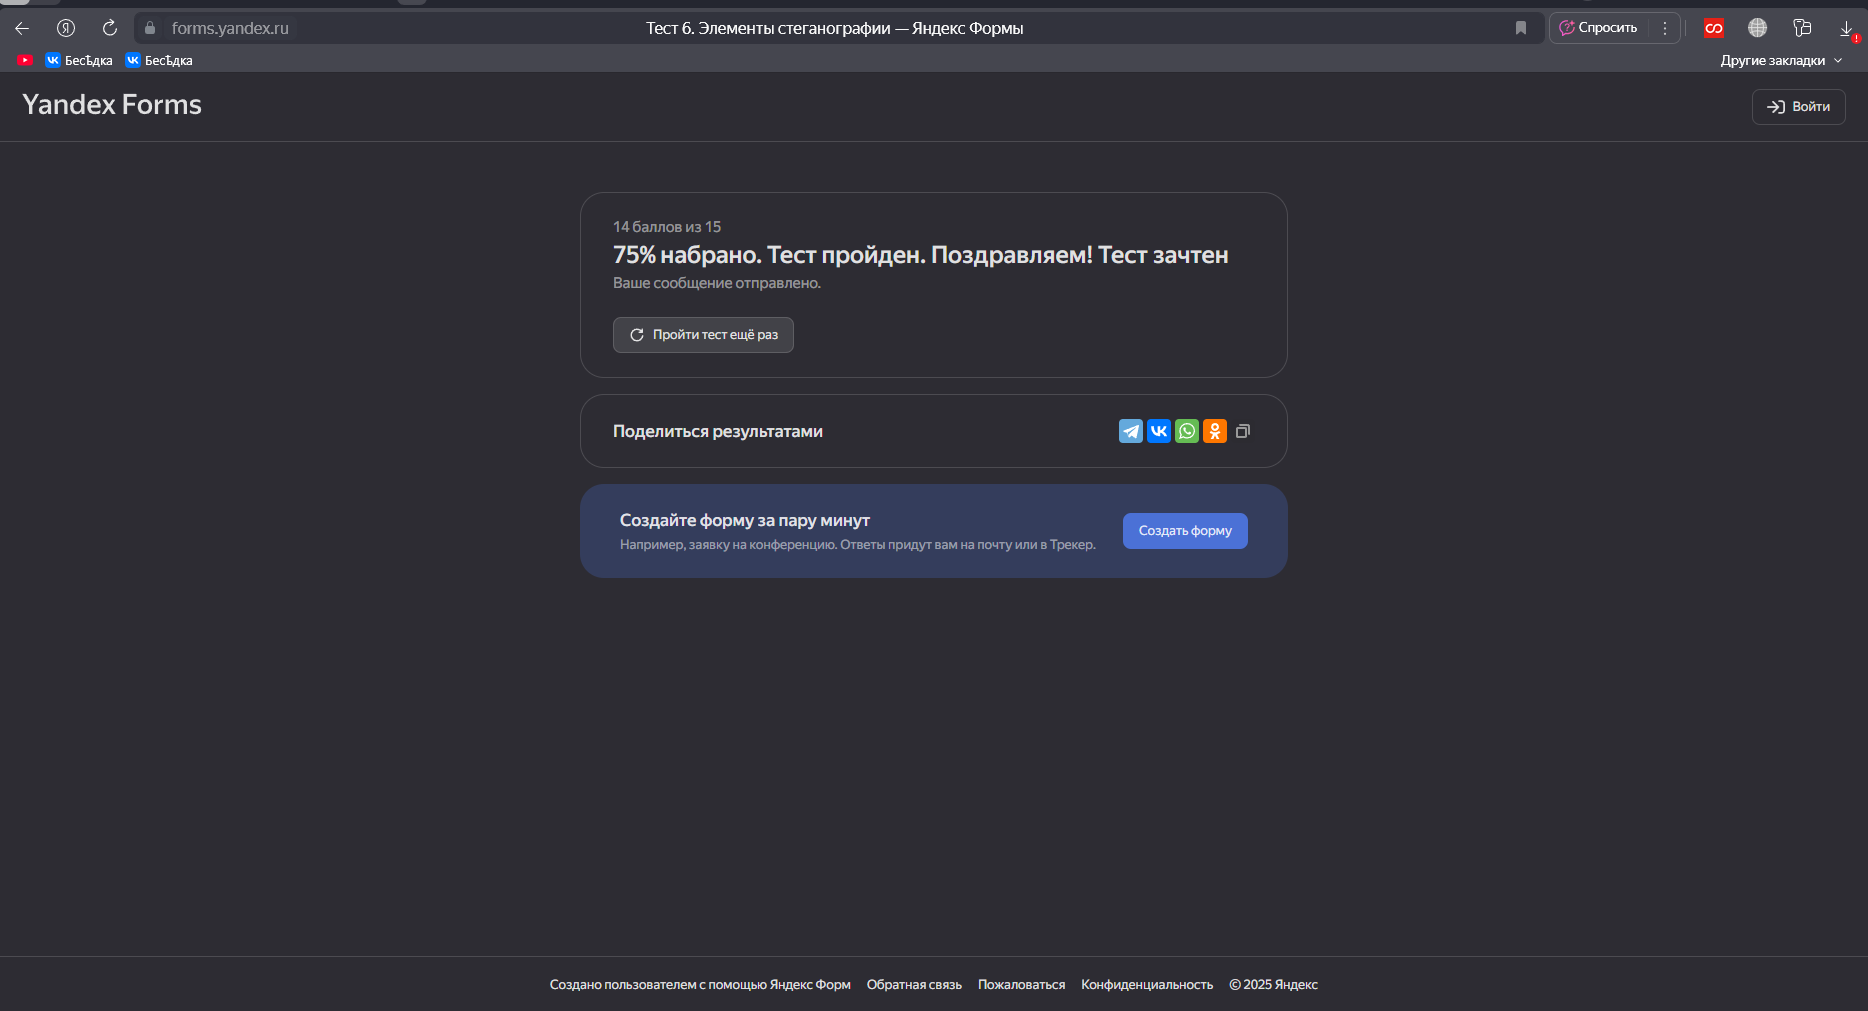 forms.yandex.ru
Тест 6. Элементы стеганографии — Яндекс Формы
Спросить
БесѢдка
БесѢдка
Другие закладки
Yandex Forms
Войти
14 баллов из 15
75% набрано. Тест пройден. Поздравляем! Тест зачтен
Ваше сообщение отправлено.
Пройти тест ещё раз
Поделиться результатами
Создайте форму за пару минут
Например, заявку на конференцию. Ответы придут вам на почту или в Трекер.
Создать форму
Создано пользователем с помощью Яндекс Форм Обратная связь Пожаловаться Конфиденциальность © 2025 Яндекс